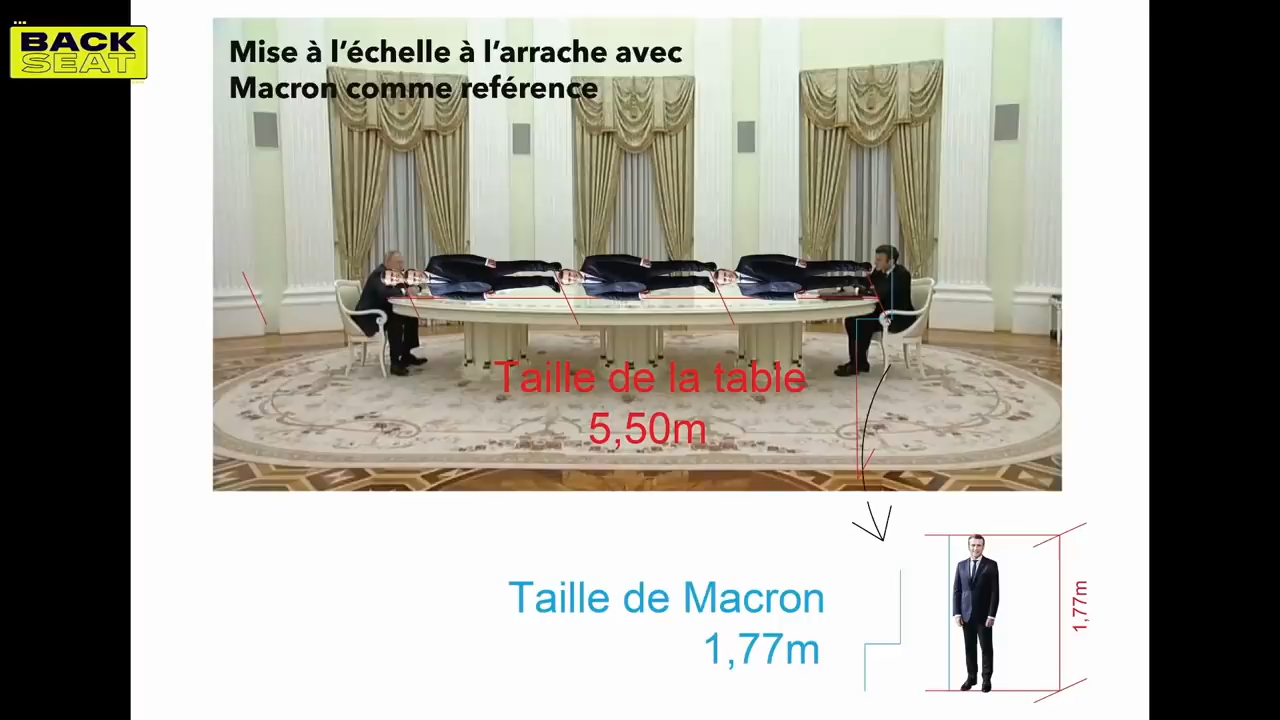 BACK
SEAT
Mise à l'échelle à l'arrache avec
Macron comme reférence
Taille de la table
5,50m
Taille de Macron
1,77m
1,77m